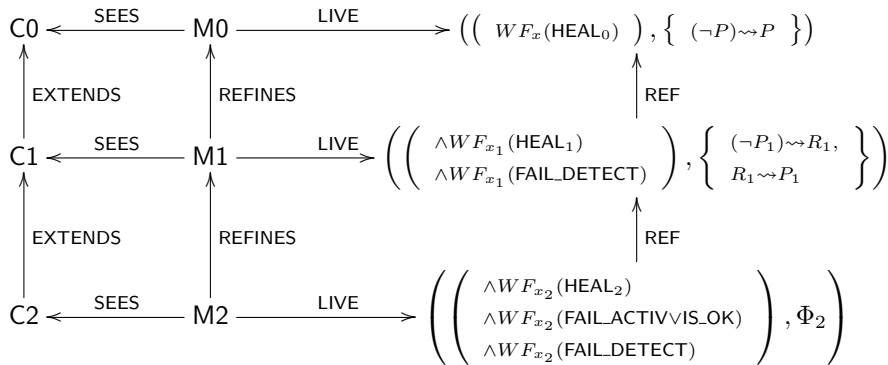 C0 SEES M0 LIVE ( ( WF_x(HEAL_0) ) , { (¬P)⇝P } )
EXTENDS REFINES REF
C1 SEES M1 LIVE ( ( ∧WF_{x_1}(HEAL_1) ∧WF_{x_1}(FAIL_DETECT) ) , { (¬P_1)⇝R_1, R_1⇝P_1 } )
EXTENDS REFINES REF
C2 SEES M2 LIVE ( ( ∧WF_{x_2}(HEAL_2) ∧WF_{x_2}(FAIL_ACTIV∨IS_OK) ∧WF_{x_2}(FAIL_DETECT) ) , Φ_2 )